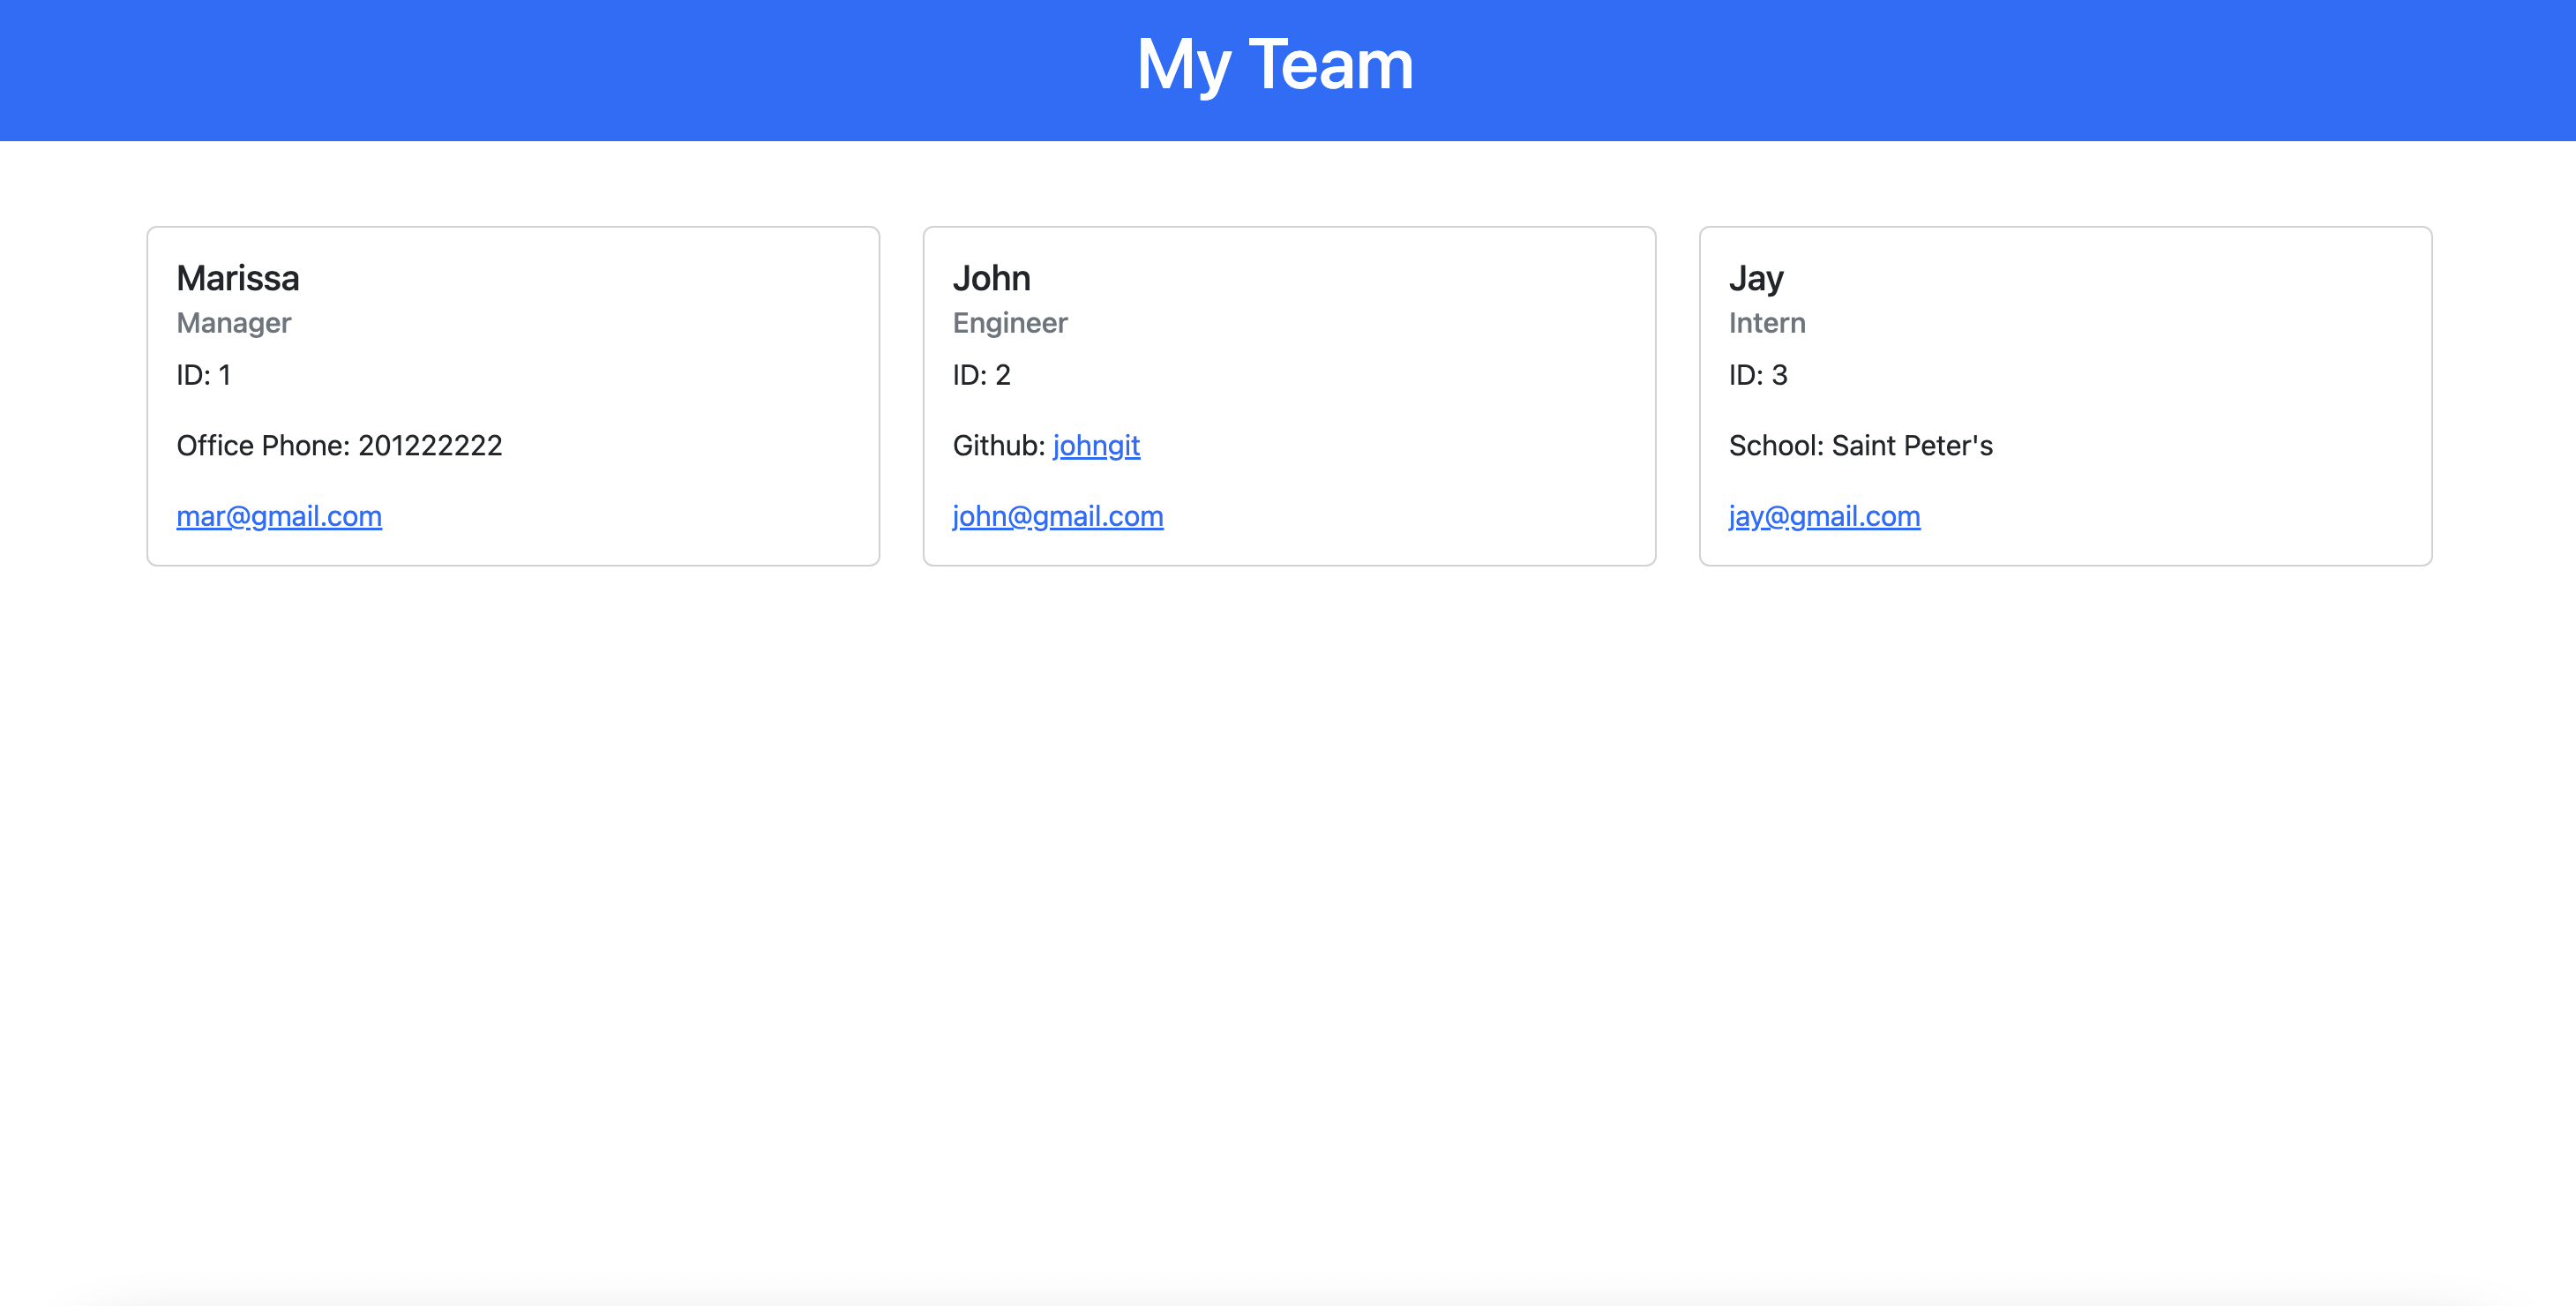 My Team
Marissa
Manager
ID: 1
Office Phone: 201222222
mar@gmail.com
John
Engineer
ID: 2
Github: johngit
john@gmail.com
Jay
Intern
ID: 3
School: Saint Peter's
jay@gmail.com